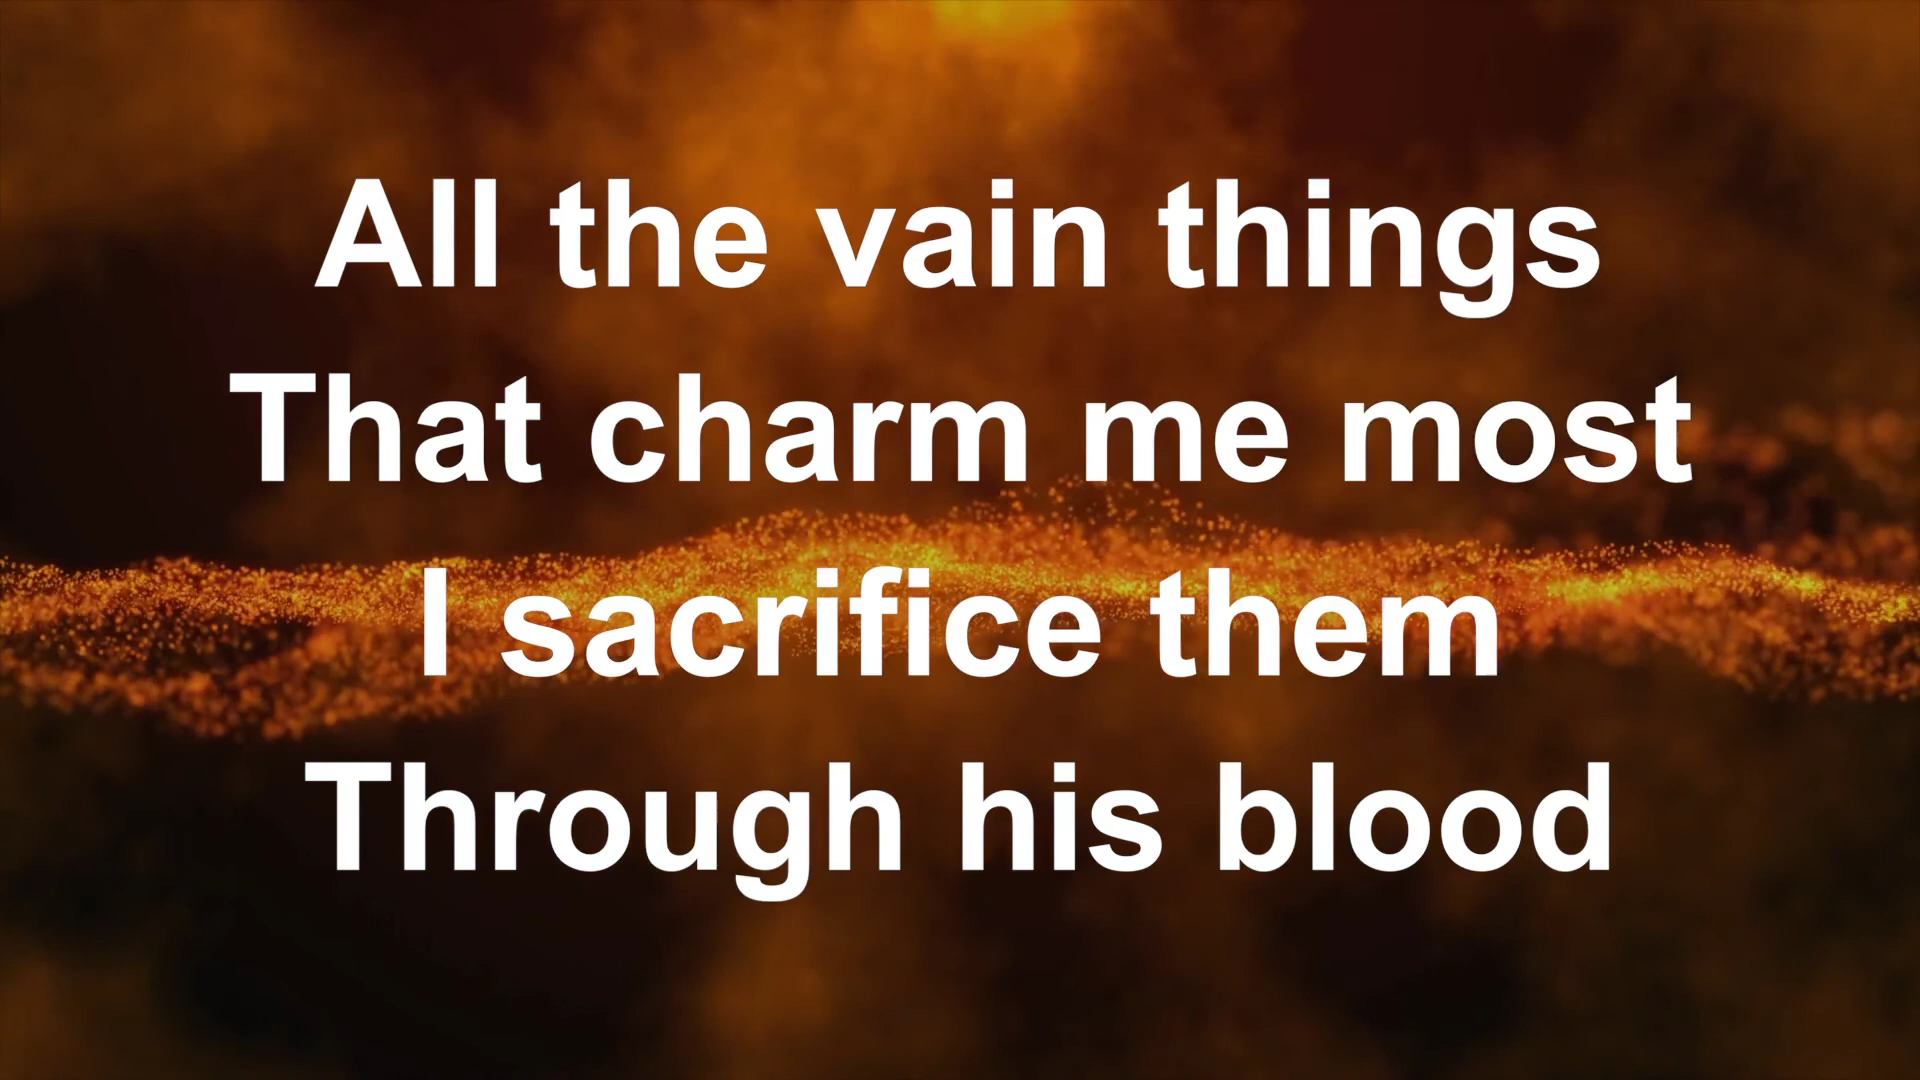 All the vain things
That charm me most
I sacrifice them
Through his blood